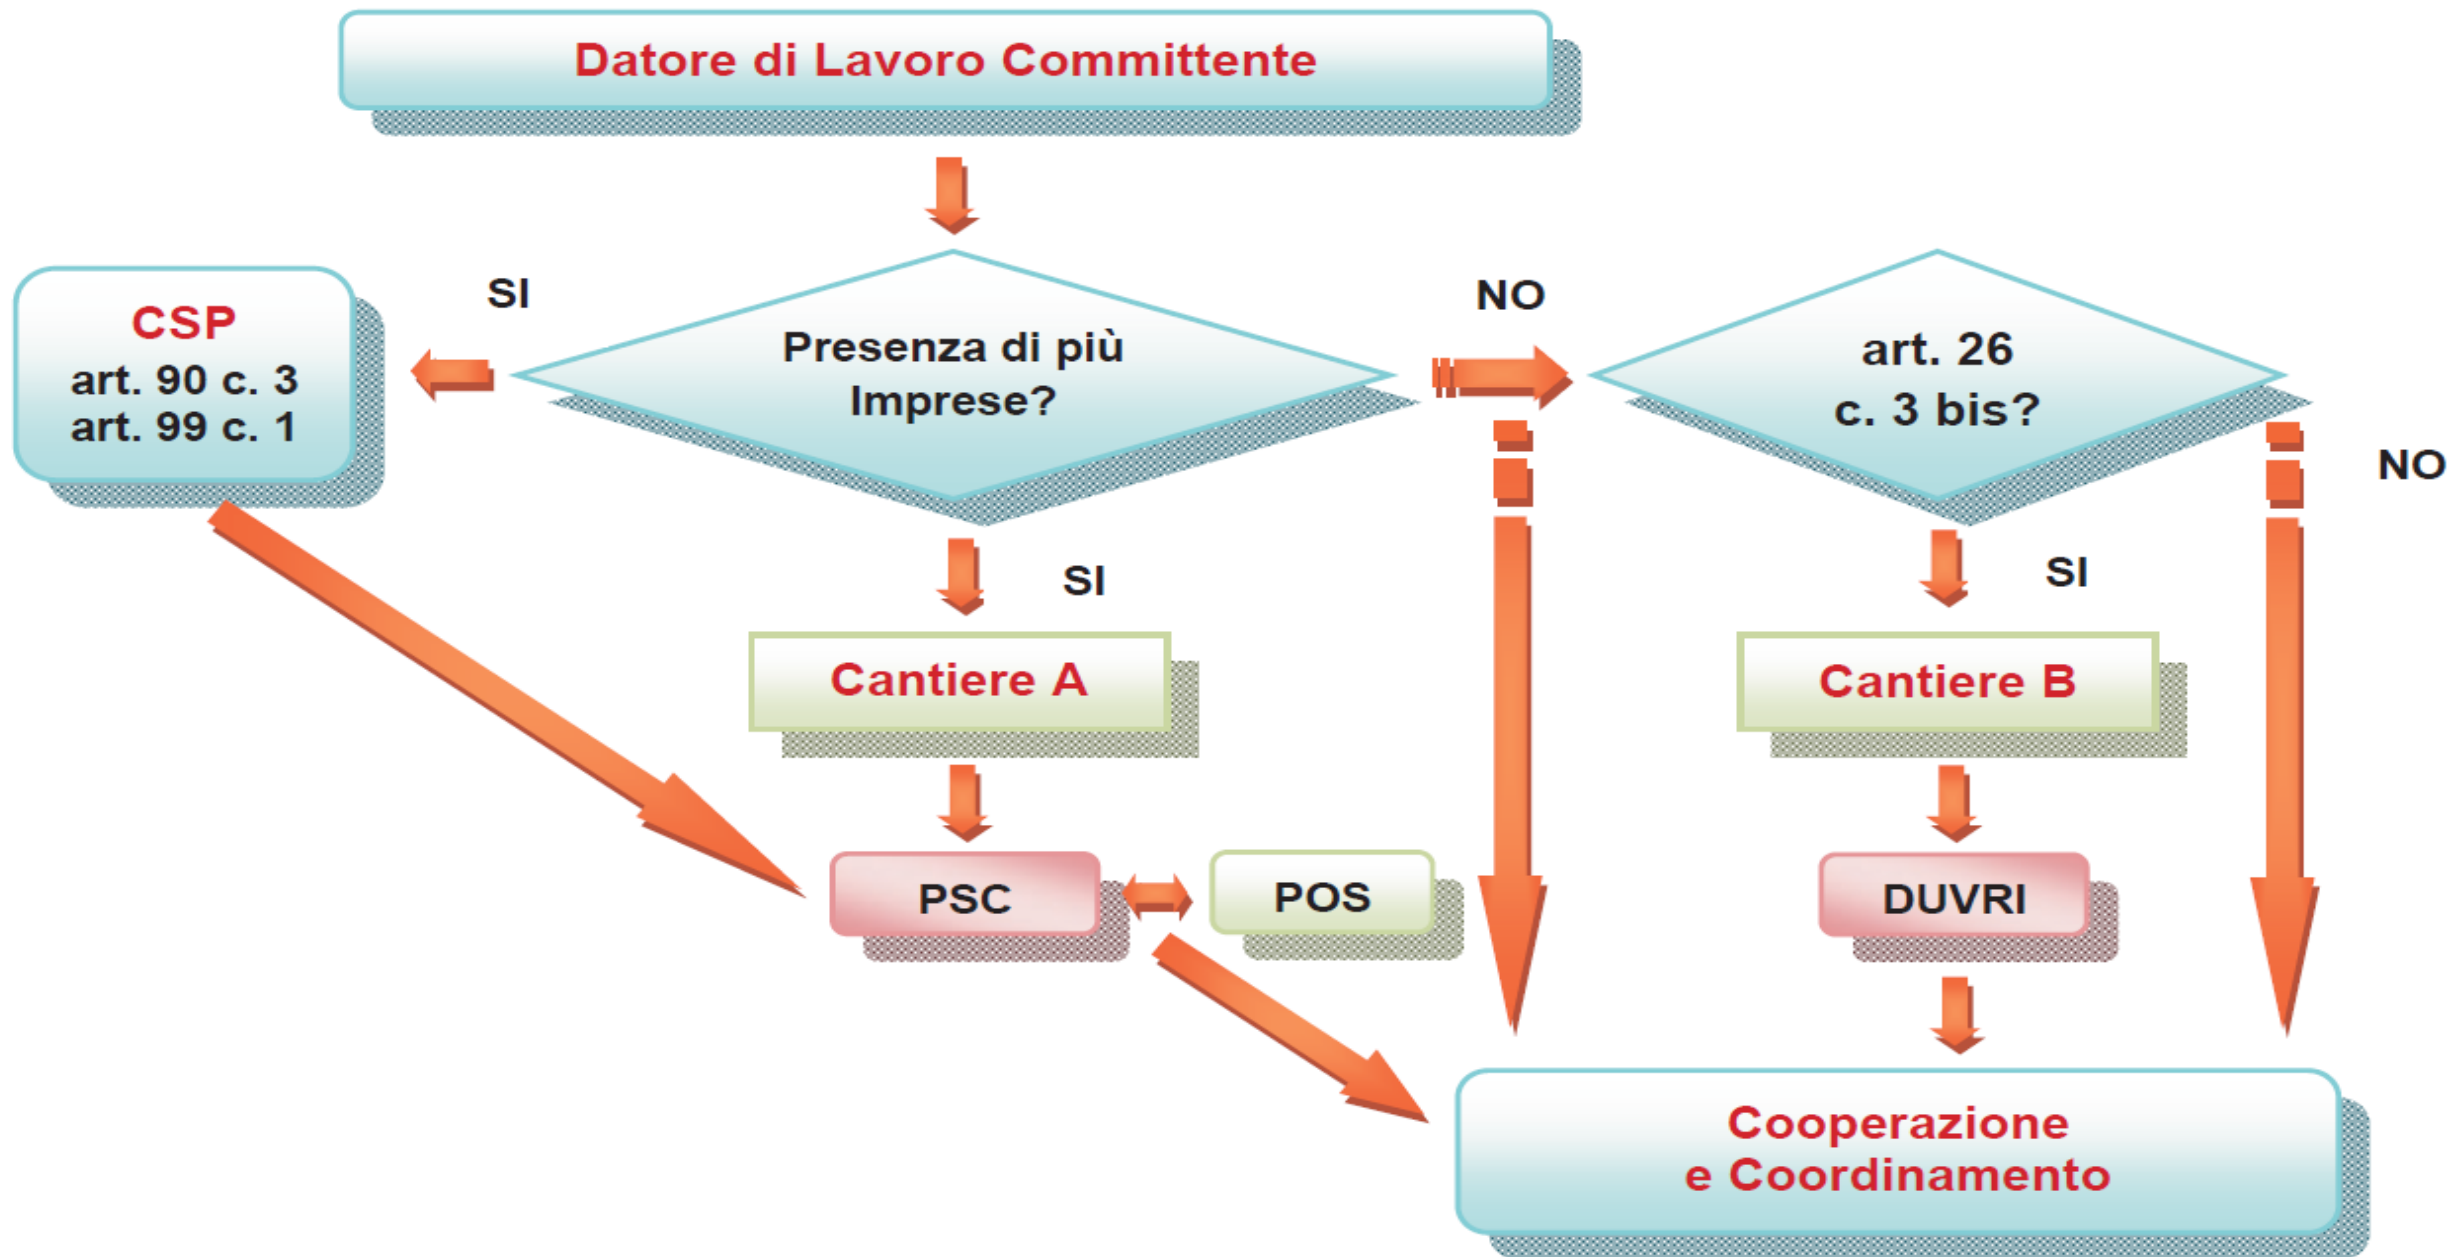 Datore di Lavoro Committente
SI
NO
CSP
art. 90 c. 3
art. 99 c. 1
Presenza di più
Imprese?
art. 26
c. 3 bis?
NO
SI
SI
Cantiere A
Cantiere B
PSC
POS
DUVRI
Cooperazione
e Coordinamento